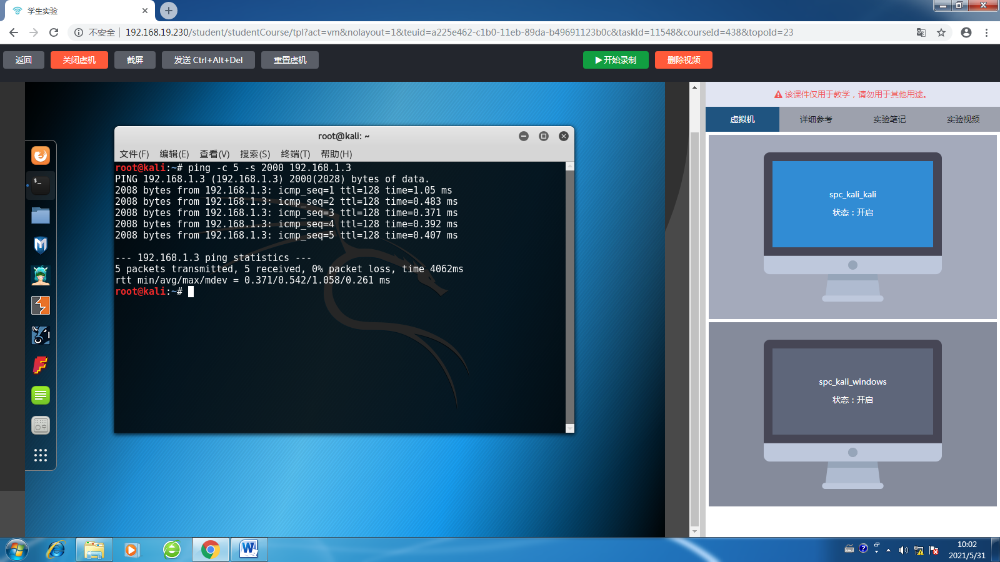 学生实验
不安全 192.168.19.230/student/studentCourse/tpl?act=vm&nolayout=1&teuid=a225e462-c1b0-11eb-89da-b49691123b0c&taskId=11548&courseId=438&topoId=23
返回 关闭虚机 截屏 发送 Ctrl+Alt+Del 重置虚机 开始录制 删除视频
该课件仅用于教学，请勿用于其他用途。
虚拟机 详细参考 实验笔记 实验视频
root@kali: ~
文件(F) 编辑(E) 查看(V) 搜索(S) 终端(T) 帮助(H)
root@kali:~# ping -c 5 -s 2000 192.168.1.3
PING 192.168.1.3 (192.168.1.3) 2000(2028) bytes of data.
2008 bytes from 192.168.1.3: icmp_seq=1 ttl=128 time=1.05 ms
2008 bytes from 192.168.1.3: icmp_seq=2 ttl=128 time=0.483 ms
2008 bytes from 192.168.1.3: icmp_seq=3 ttl=128 time=0.371 ms
2008 bytes from 192.168.1.3: icmp_seq=4 ttl=128 time=0.392 ms
2008 bytes from 192.168.1.3: icmp_seq=5 ttl=128 time=0.407 ms
--- 192.168.1.3 ping statistics ---
5 packets transmitted, 5 received, 0% packet loss, time 4062ms
rtt min/avg/max/mdev = 0.371/0.542/1.058/0.261 ms
root@kali:~#
spc_kali_kali
状态：开启
spc_kali_windows
状态：开启
10:02
2021/5/31